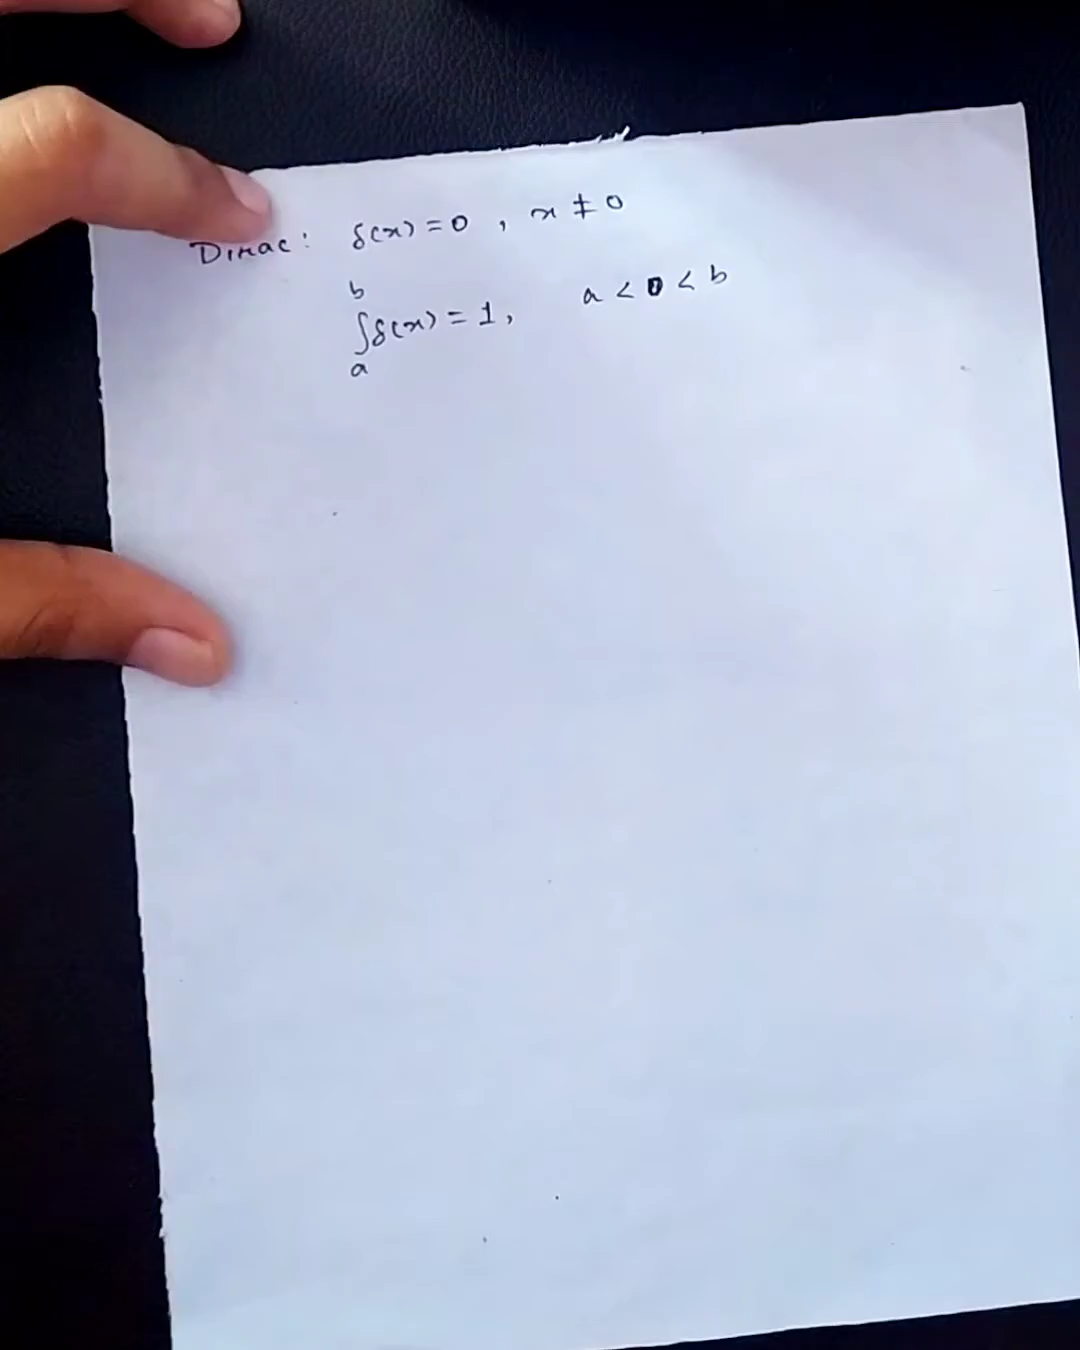 Dirac: δ(x) = 0 , x ≠ 0
b
∫δ(x) = 1, a < 0 < b
a